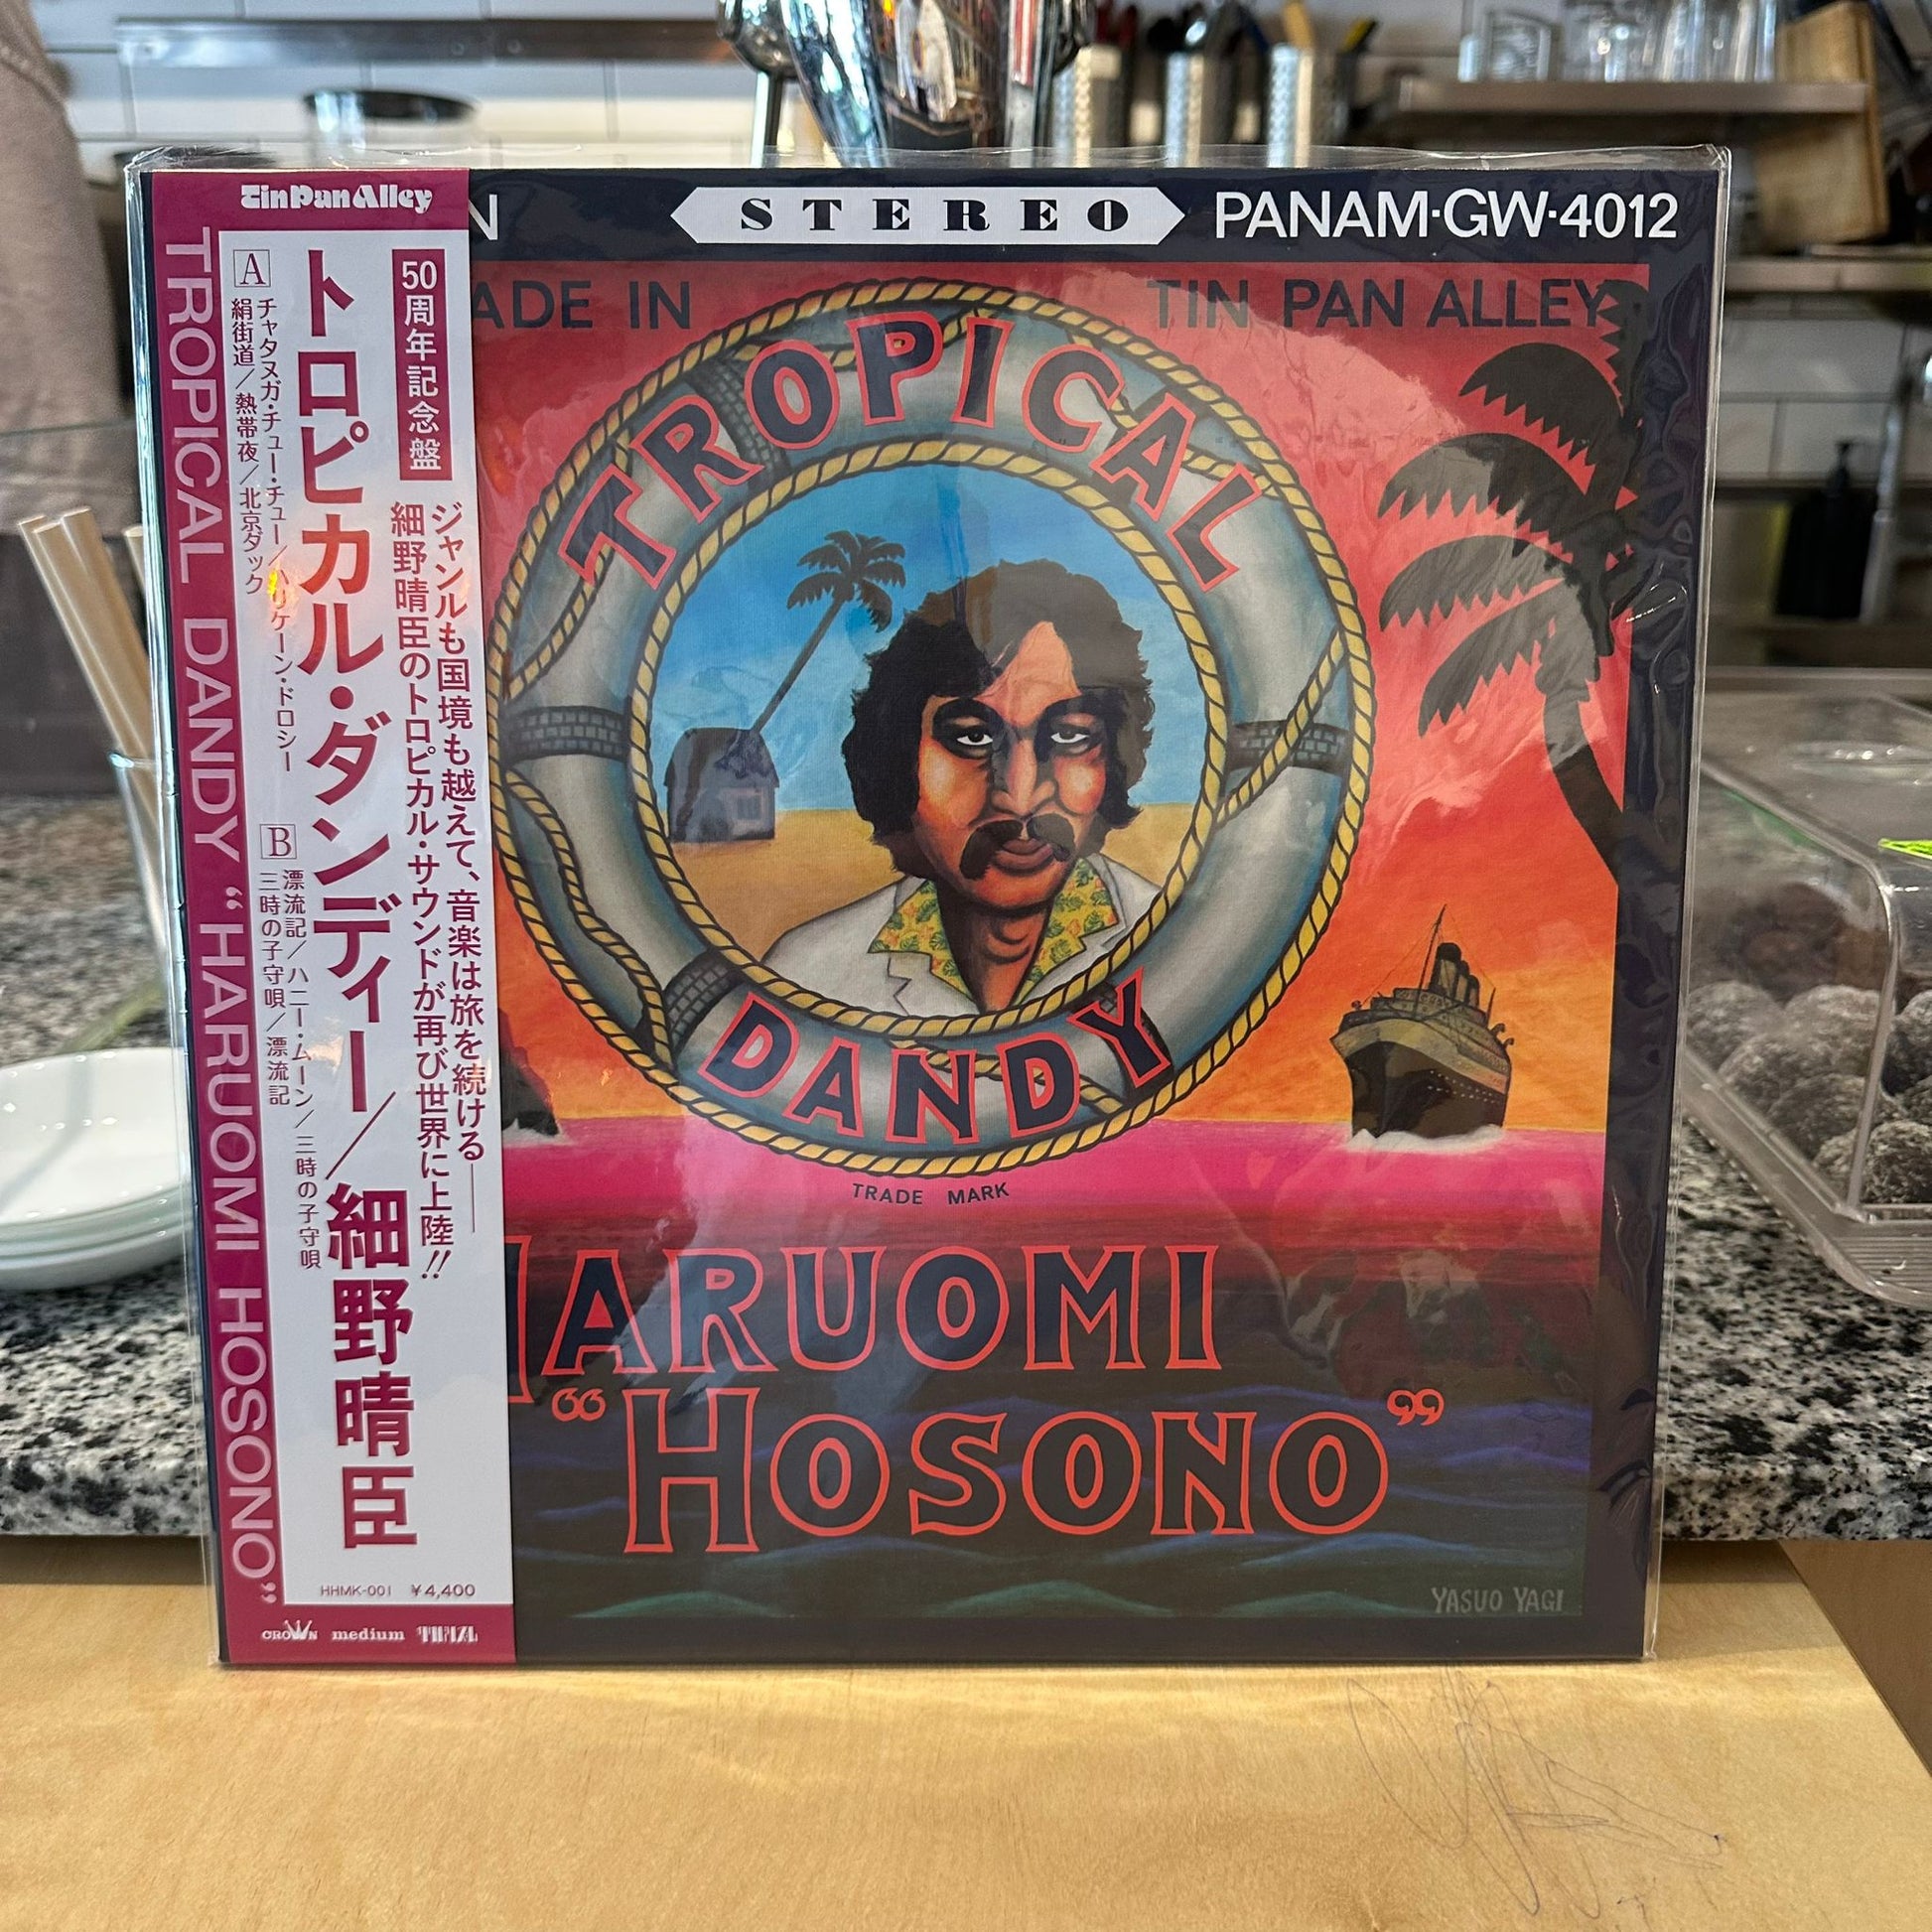 TinPanAlley
TROPICAL DANDY “HARUOMI HOSONO”
50周年記念盤
ジャンルも国境も越えて、音楽は旅を続ける——
細野晴臣のトロピカル・サウンドが再び世界に上陸!!
トロピカル・ダンディー/細野晴臣
A
チャタヌガ・チュー・チュー/ハリケーン・ドロシー
絹街道/熱帯夜/北京ダック
B
漂流記/ハニー・ムーン/三時の子守唄
三時の子守唄/漂流記
HHMK-001 ¥4,400
CROWN medium
N
STEREO
PANAM·GW·4012
ADE IN
TIN PAN ALLEY
TROPICAL
DANDY
TRADE MARK
HARUOMI
“HOSONO”
YASUO YAGI